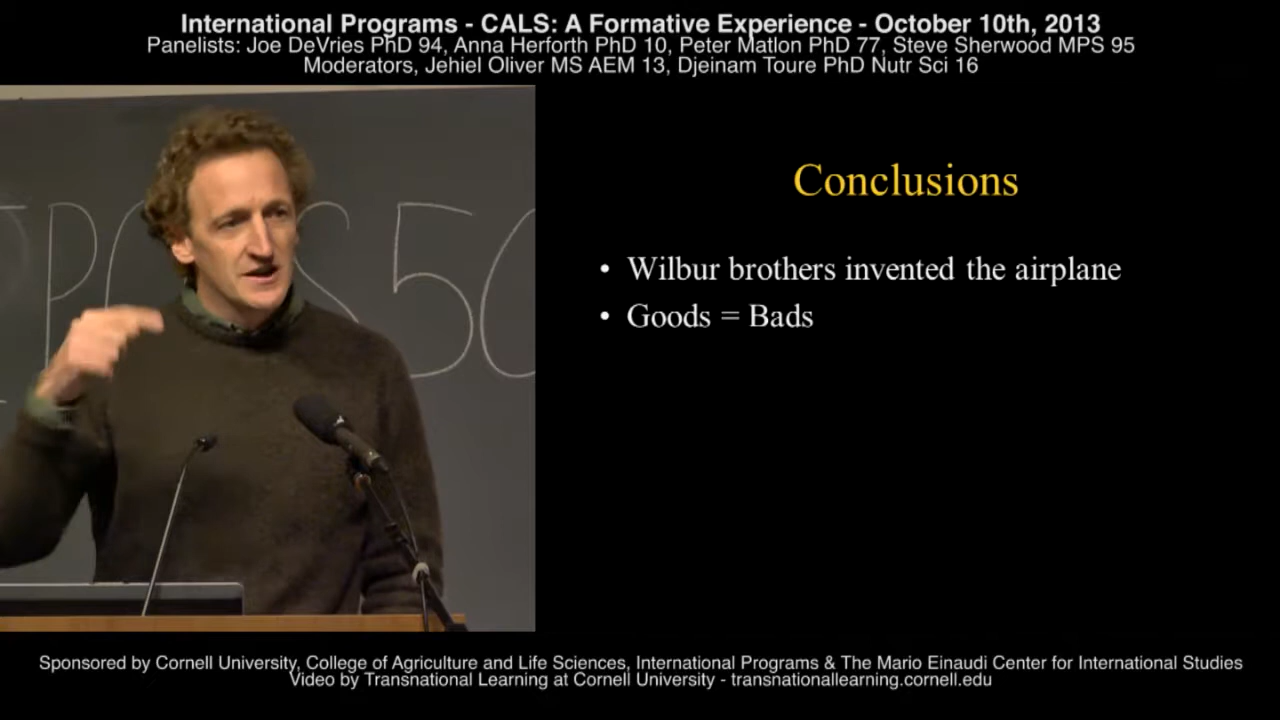 International Programs - CALS: A Formative Experience - October 10th, 2013
Panelists: Joe DeVries PhD 94, Anna Herforth PhD 10, Peter Matlon PhD 77, Steve Sherwood MPS 95
Moderators, Jehiel Oliver MS AEM 13, Djeinam Toure PhD Nutr Sci 16
Conclusions
• Wilbur brothers invented the airplane
• Goods = Bads
50
Sponsored by Cornell University, College of Agriculture and Life Sciences, International Programs & The Mario Einaudi Center for International Studies
Video by Transnational Learning at Cornell University - transnationallearning.cornell.edu